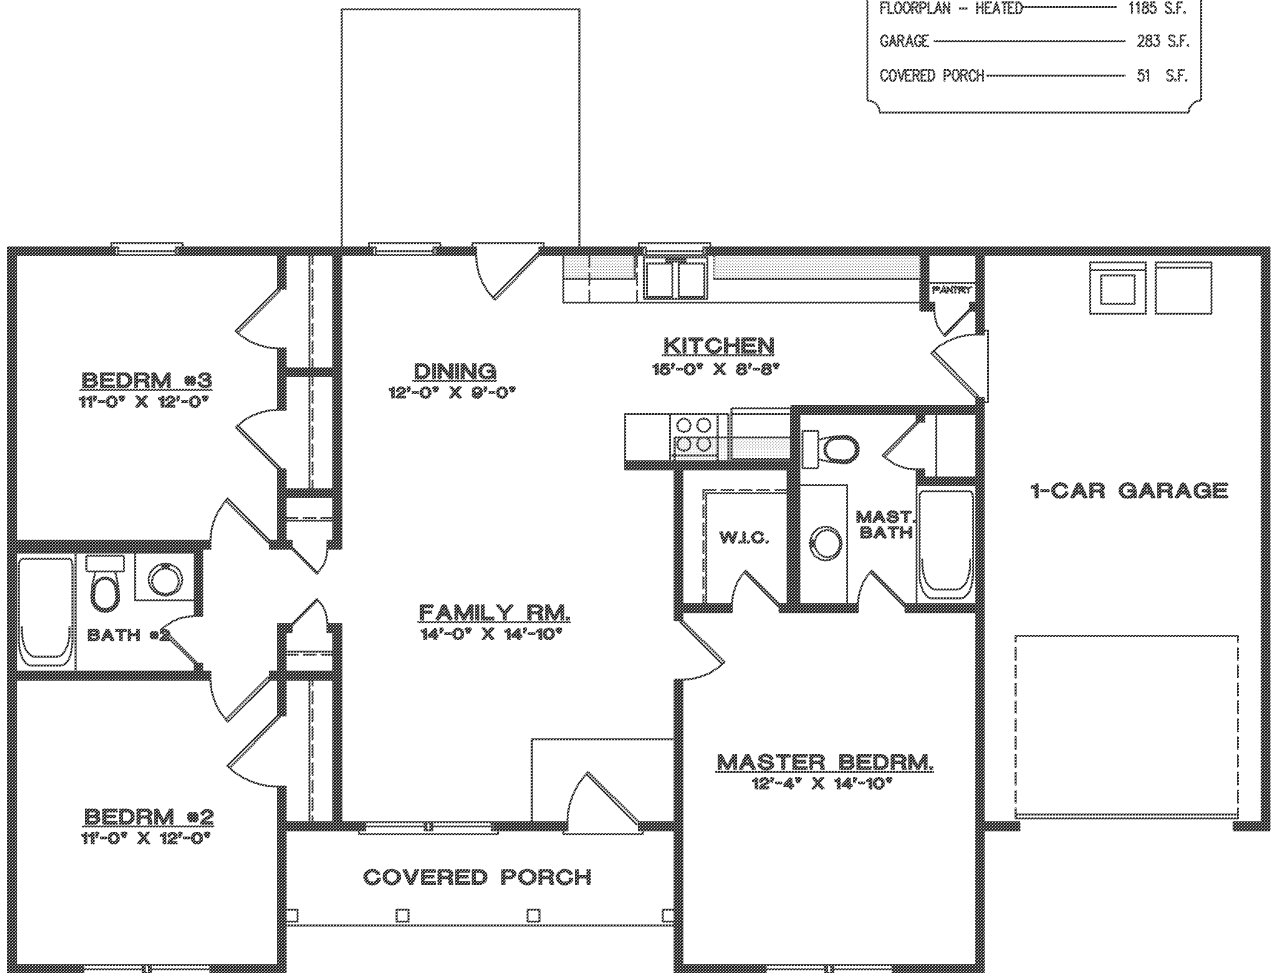 FLOORPLAN - HEATED 1185 S.F.
GARAGE 283 S.F.
COVERED PORCH 51 S.F.
PANTRY
KITCHEN
15'-0" X 8'-8"
DINING
12'-0" X 9'-0"
BEDRM #3
11'-0" X 12'-0"
1-CAR GARAGE
MAST.
BATH
W.I.C.
FAMILY RM.
14'-0" X 14'-10"
BATH #2
MASTER BEDRM.
12'-4" X 14'-10"
BEDRM #2
11'-0" X 12'-0"
COVERED PORCH